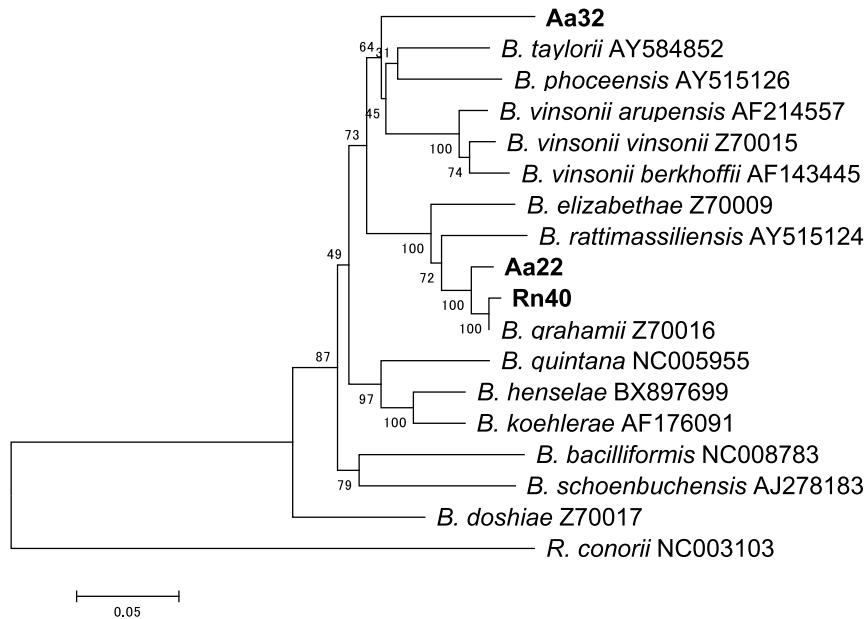 Aa32
64
31
B. taylorii AY584852
B. phoceensis AY515126
45
B. vinsonii arupensis AF214557
73
100
B. vinsonii vinsonii Z70015
74
B. vinsonii berkhoffii AF143445
B. elizabethae Z70009
100
B. rattimassiliensis AY515124
49
72
Aa22
100
Rn40
100
B. grahamii Z70016
87
B. quintana NC005955
97
B. henselae BX897699
100
B. koehlerae AF176091
B. bacilliformis NC008783
79
B. schoenbuchensis AJ278183
B. doshiae Z70017
R. conorii NC003103
0.05